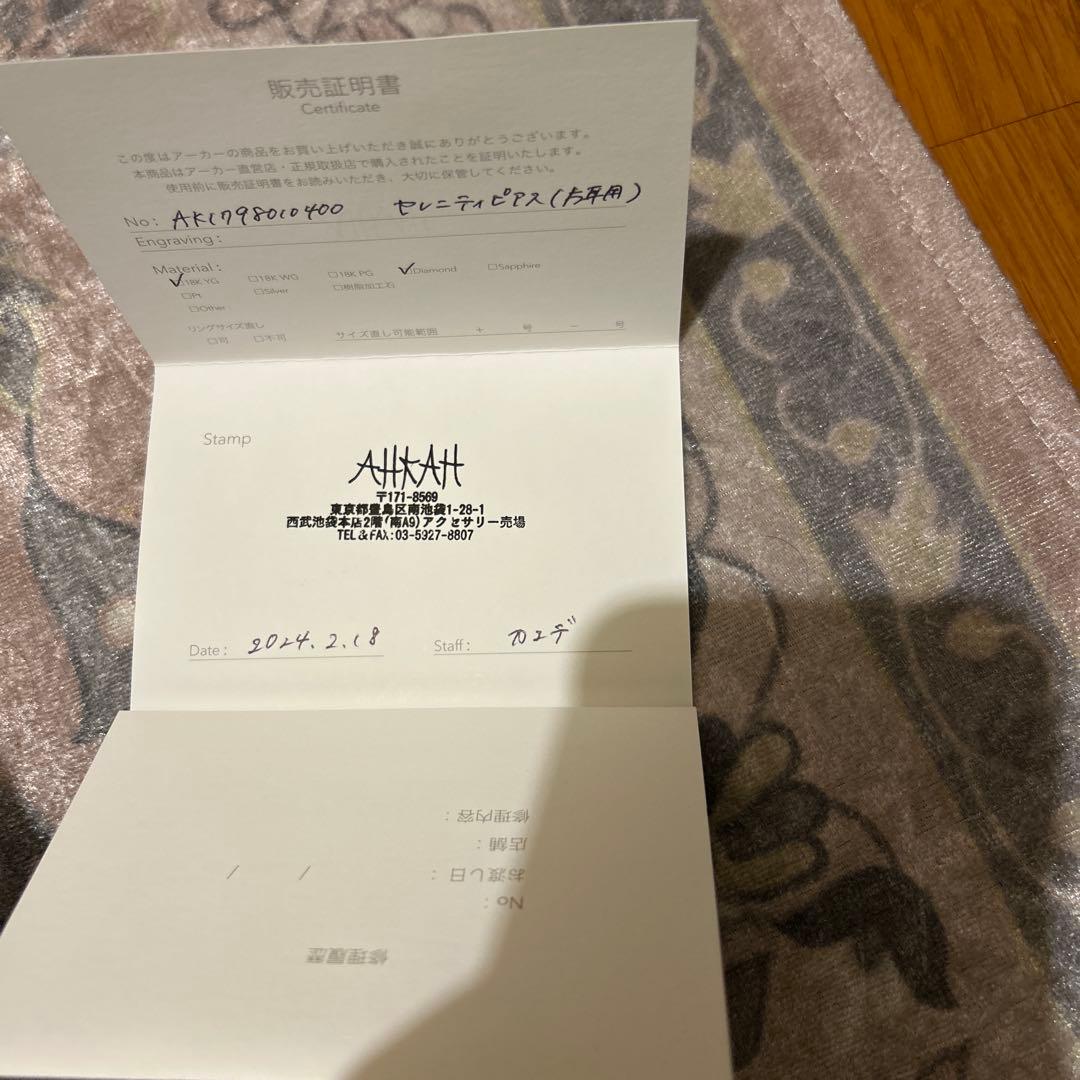 販売証明書
Certificate
この度はアーカーの商品をお買い上げいただき誠にありがとうございます。
本商品はアーカー直営店・正規取扱店で購入されたことを証明いたします。
使用前に販売証明書をお読みいただき、大切に保管してください。
No: AK1798010400 セレニティピアス(片耳用)
Engraving:
Material:
☑18K YG □18K WG □18K PG ☑Diamond □Sapphire
□Pt □Silver □樹脂加工石
□Other
リングサイズ直し
□可 □不可 サイズ直し可能範囲 + 号 - 号
Stamp
AHKAH
〒171-8569
東京都豊島区南池袋1-28-1
西武池袋本店2階(南A9)アクセサリー売場
TEL&FAX:03-5927-8807
Date: 2024.2.18 Staff: カエデ
修理履歴
No:
お渡し日: / /
店舗:
修理内容: